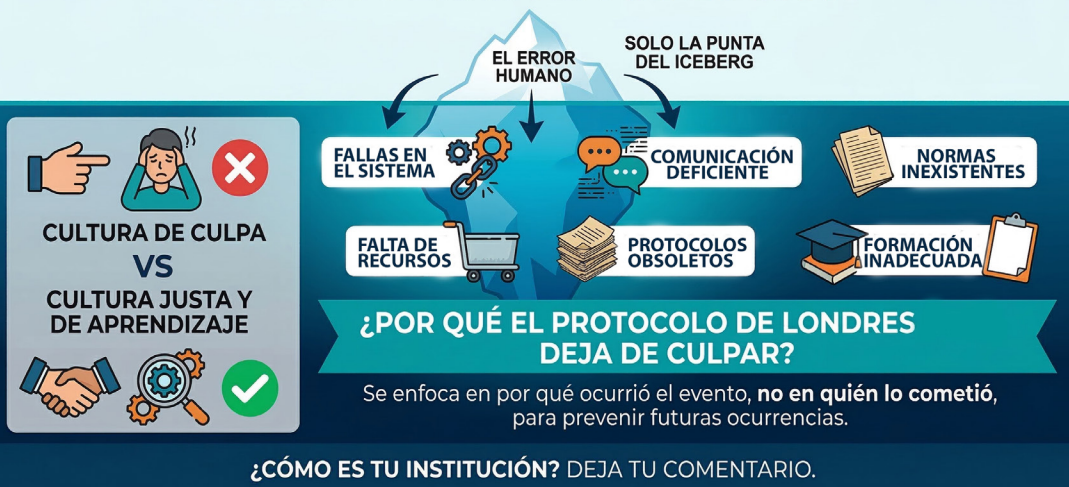 EL ERROR
HUMANO
SOLO LA PUNTA
DEL ICEBERG
CULTURA DE CULPA
VS
CULTURA JUSTA Y
DE APRENDIZAJE
FALLAS EN
EL SISTEMA
COMUNICACIÓN
DEFICIENTE
NORMAS
INEXISTENTES
FALTA DE
RECURSOS
PROTOCOLOS
OBSOLETOS
FORMACIÓN
INADECUADA
¿POR QUÉ EL PROTOCOLO DE LONDRES
DEJA DE CULPAR?
Se enfoca en por qué ocurrió el evento, no en quién lo cometió,
para prevenir futuras ocurrencias.
¿CÓMO ES TU INSTITUCIÓN? DEJA TU COMENTARIO.